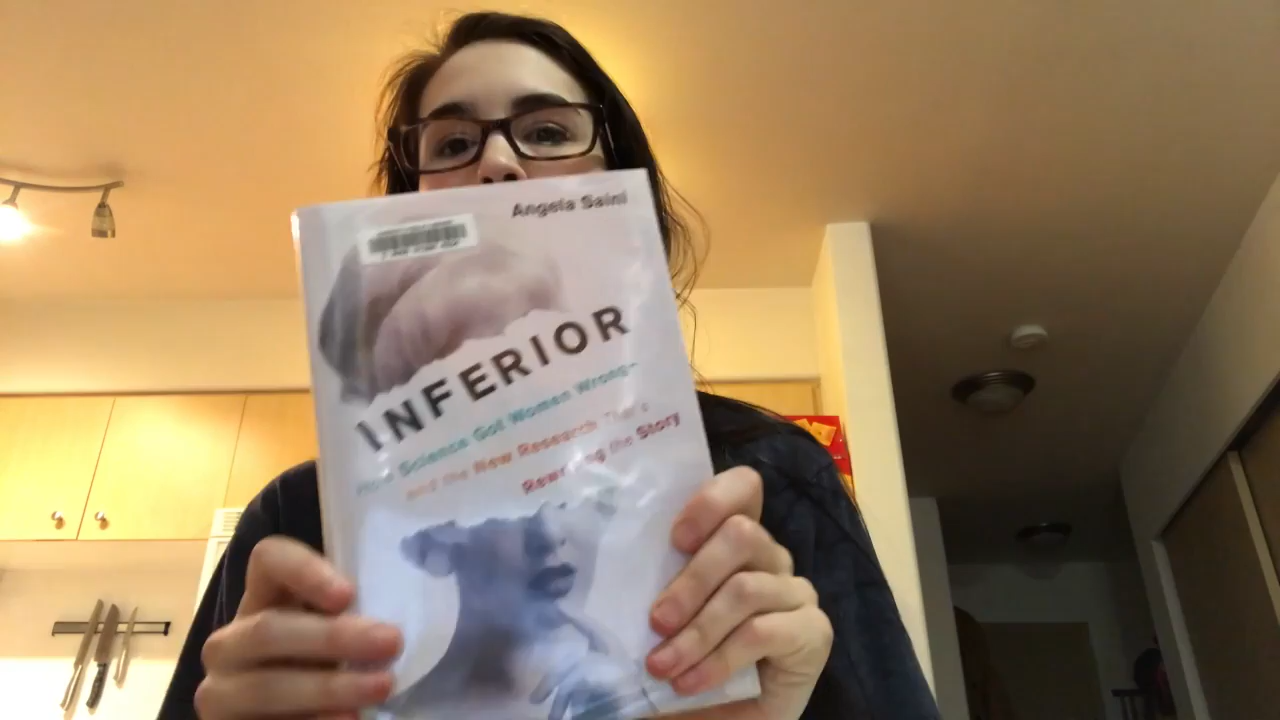 Angela Saini
INFERIOR
How Science Got Women Wrong—
and the New Research That's
Rewriting the Story